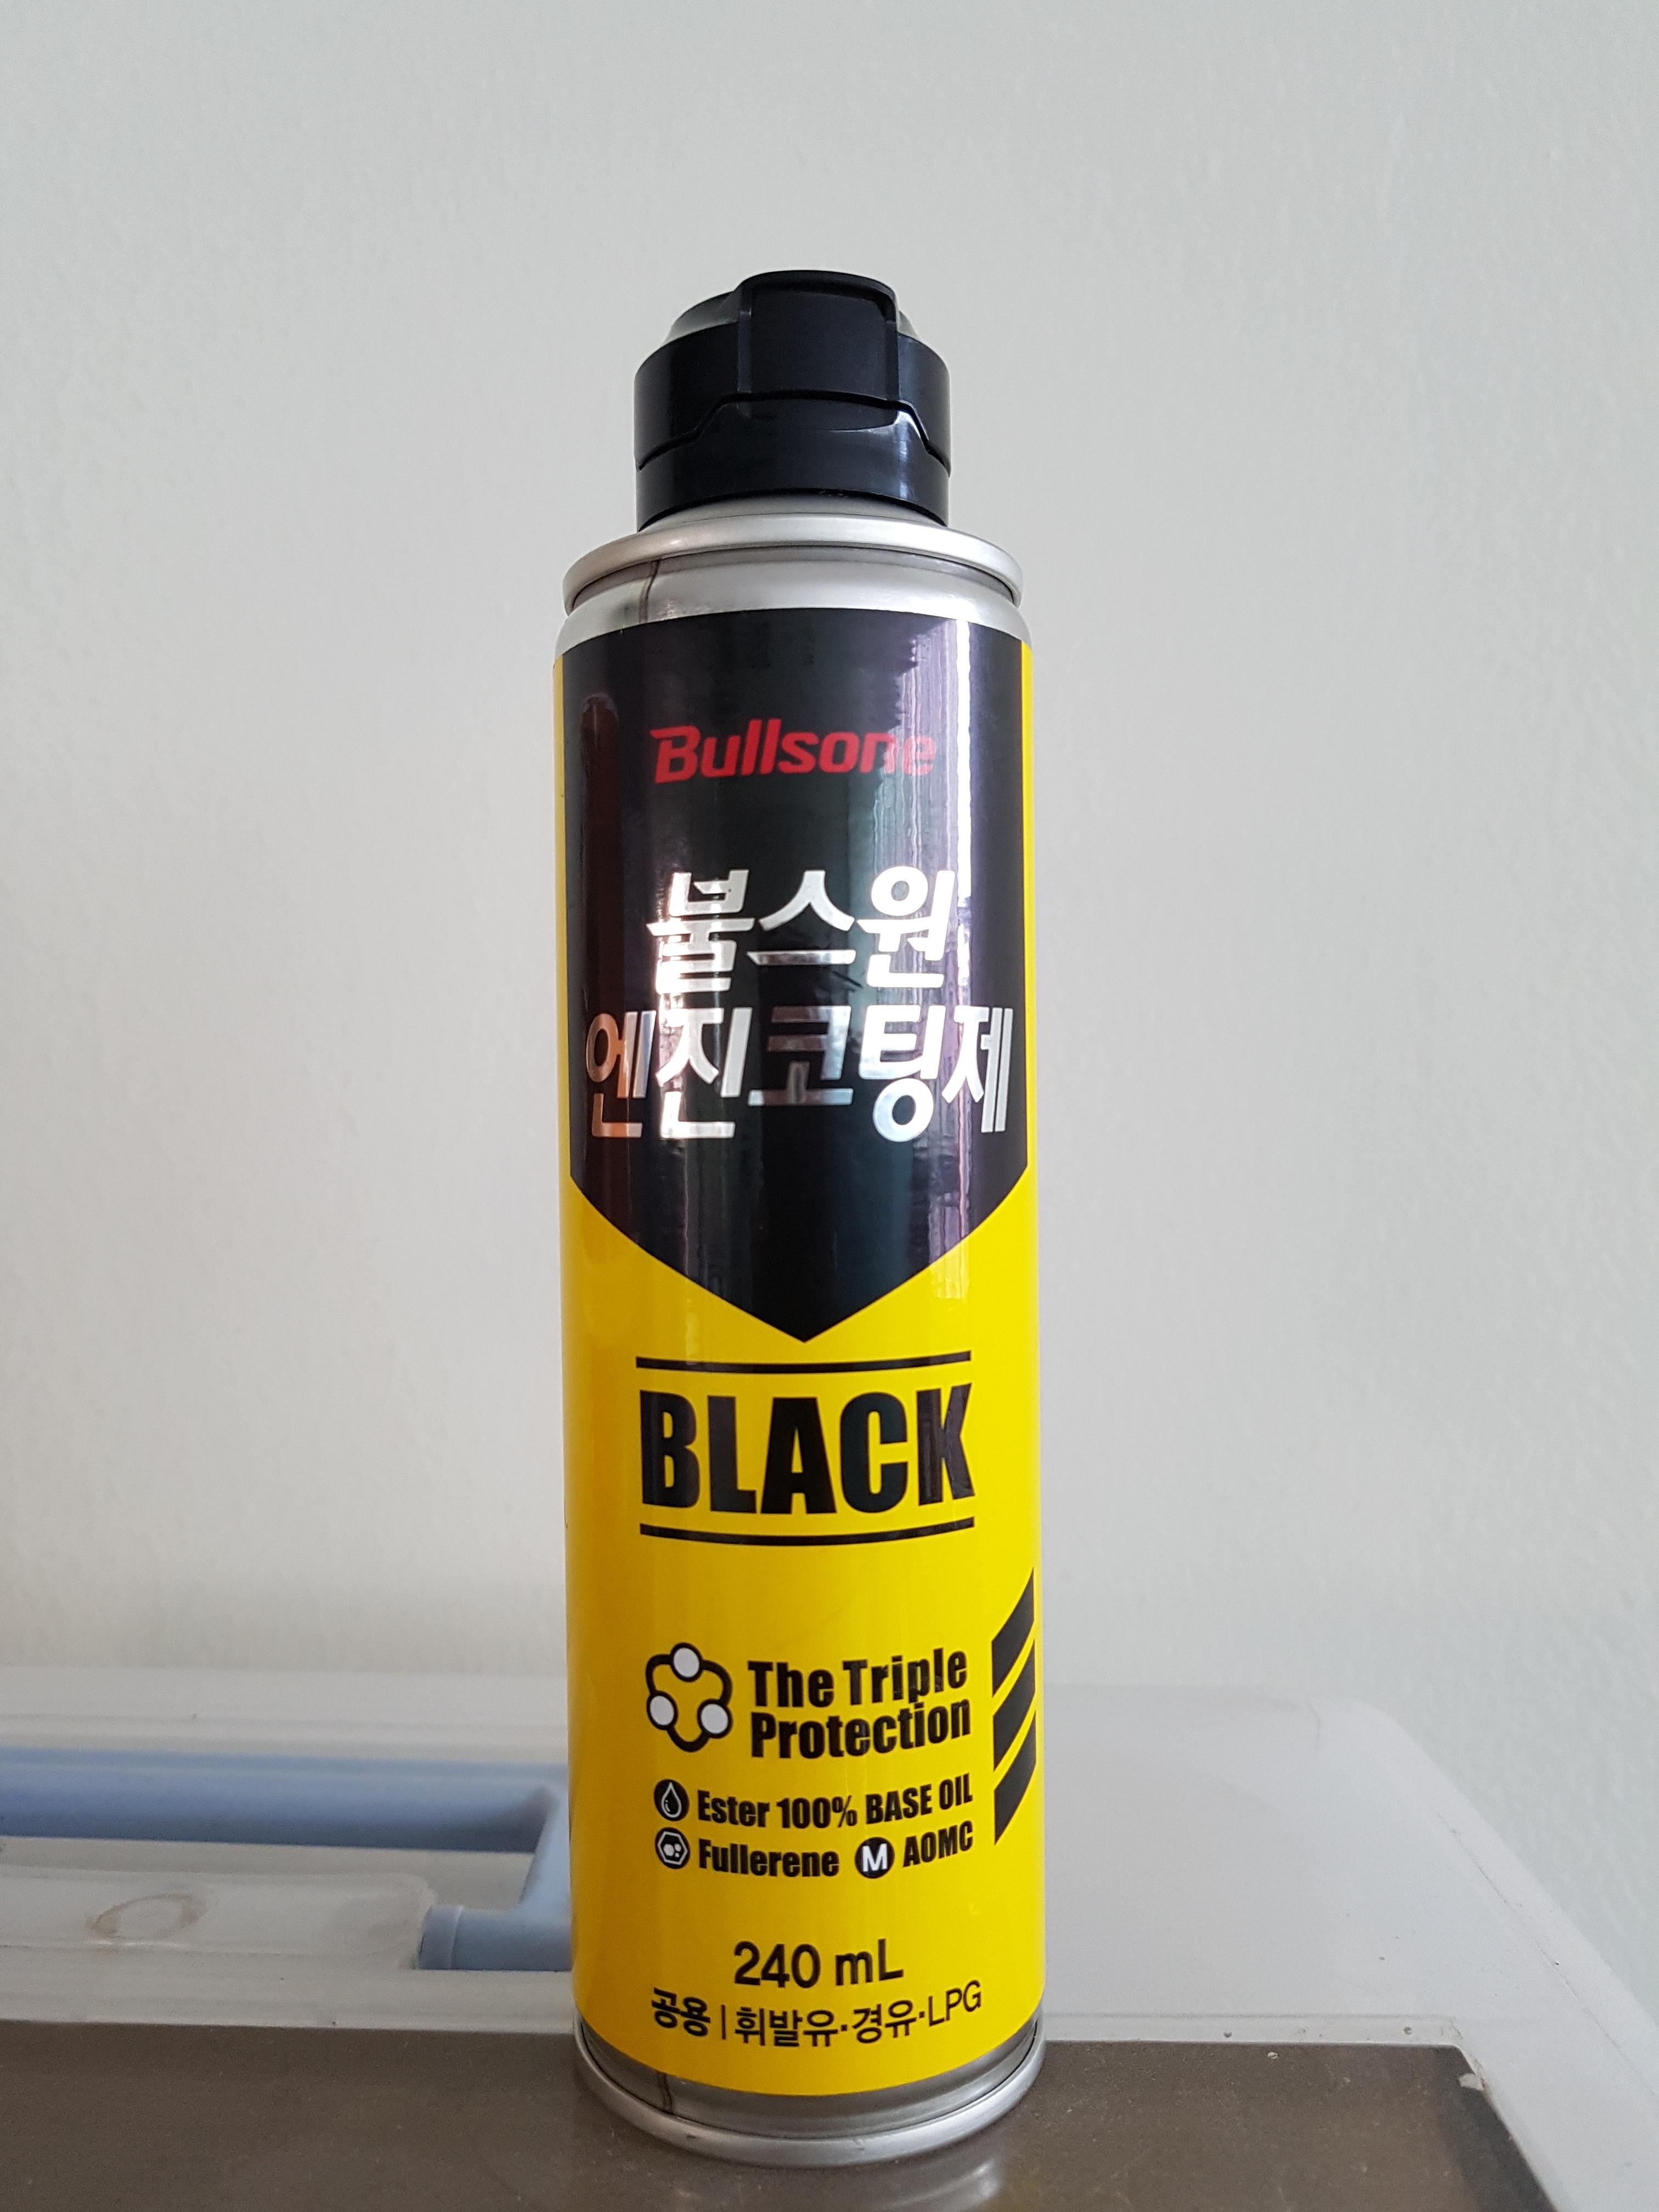 Bullsone
불스원
엔진코팅제
BLACK
The Triple
Protection
Ester 100% BASE OIL
Fullerene M AOMC
240 mL
공용 | 휘발유·경유·LPG